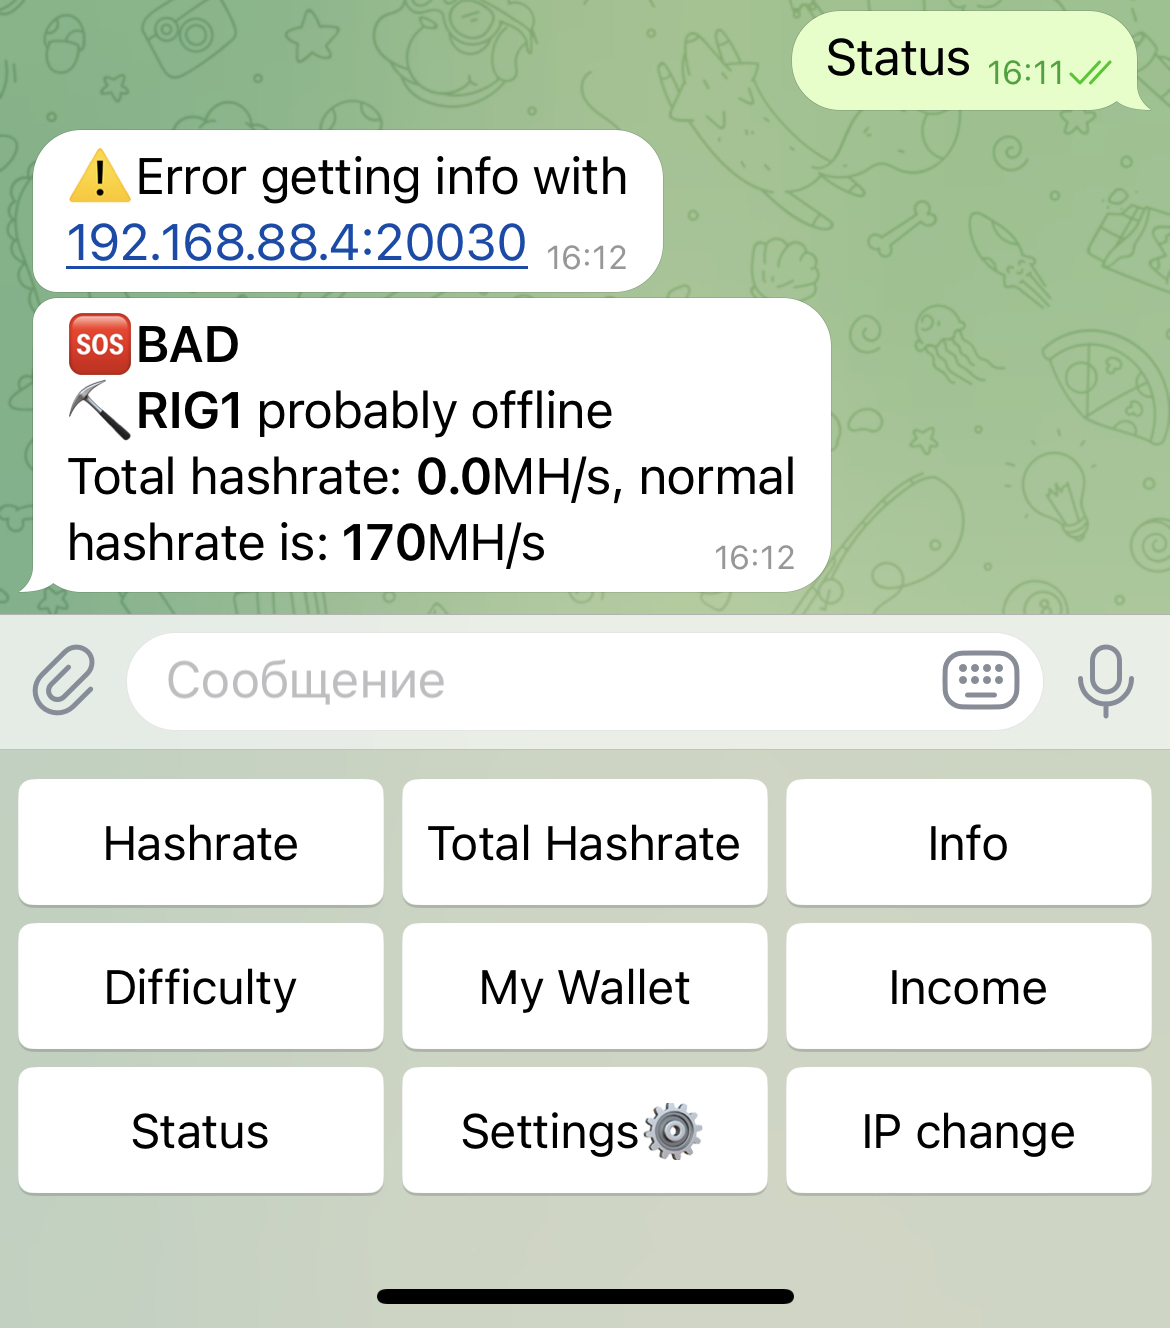 Status 16:11
⚠️Error getting info with
192.168.88.4:20030 16:12
🆘BAD
⛏RIG1 probably offline
Total hashrate: 0.0MH/s, normal
hashrate is: 170MH/s 16:12
Сообщение
Hashrate Total Hashrate Info
Difficulty My Wallet Income
Status Settings⚙️ IP change